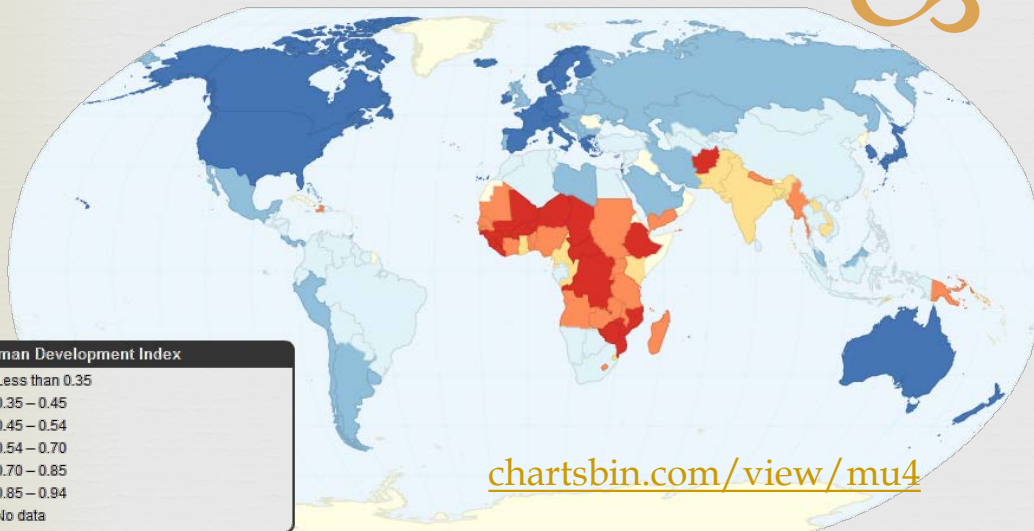 man Development Index
Less than 0.35
0.35 – 0.45
0.45 – 0.54
0.54 – 0.70
0.70 – 0.85
0.85 – 0.94
No data
chartsbin.com/view/mu4